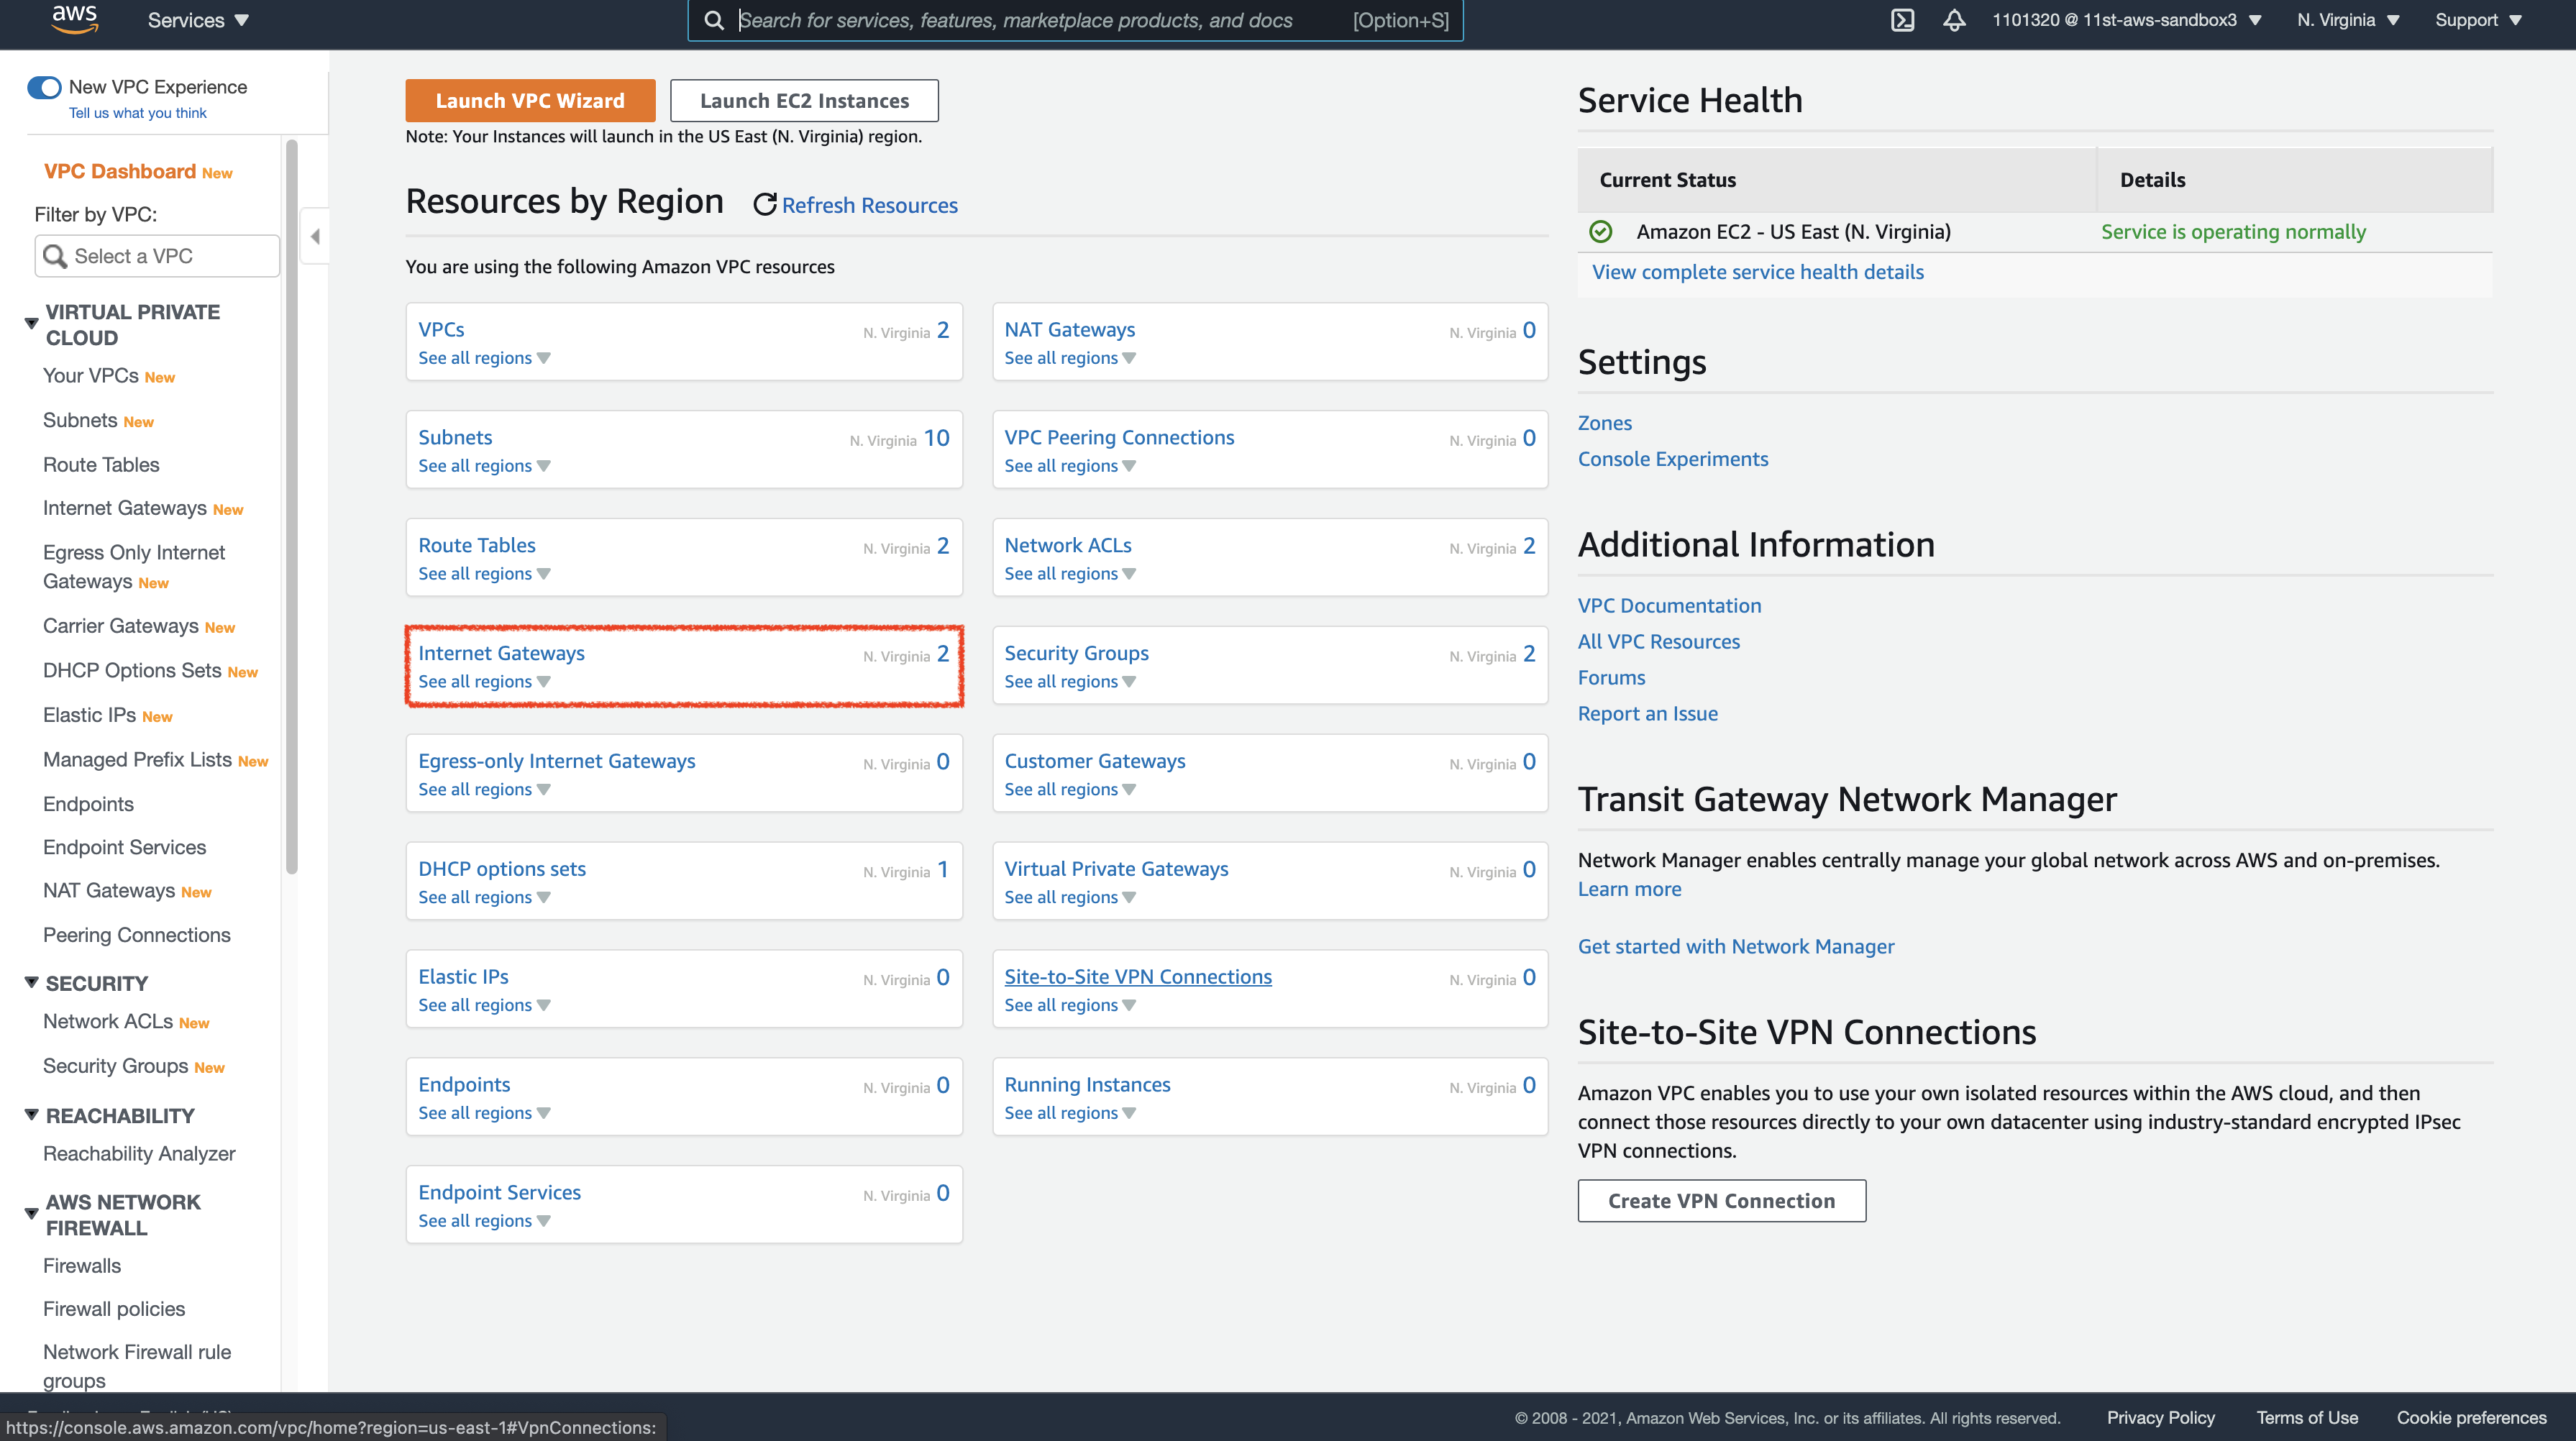 aws
Services
Search for services, features, marketplace products, and docs
[Option+S]
1101320 @ 11st-aws-sandbox3
N. Virginia
Support
New VPC Experience
Tell us what you think
VPC Dashboard New
Filter by VPC:
Select a VPC
VIRTUAL PRIVATE
CLOUD
Your VPCs New
Subnets New
Route Tables
Internet Gateways New
Egress Only Internet
Gateways New
Carrier Gateways New
DHCP Options Sets New
Elastic IPs New
Managed Prefix Lists New
Endpoints
Endpoint Services
NAT Gateways New
Peering Connections
SECURITY
Network ACLs New
Security Groups New
REACHABILITY
Reachability Analyzer
AWS NETWORK
FIREWALL
Firewalls
Firewall policies
Network Firewall rule
groups
Launch VPC Wizard
Launch EC2 Instances
Note: Your Instances will launch in the US East (N. Virginia) region.
Resources by Region
Refresh Resources
You are using the following Amazon VPC resources
VPCs N. Virginia 2
See all regions
NAT Gateways N. Virginia 0
See all regions
Subnets N. Virginia 10
See all regions
VPC Peering Connections N. Virginia 0
See all regions
Route Tables N. Virginia 2
See all regions
Network ACLs N. Virginia 2
See all regions
Internet Gateways N. Virginia 2
See all regions
Security Groups N. Virginia 2
See all regions
Egress-only Internet Gateways N. Virginia 0
See all regions
Customer Gateways N. Virginia 0
See all regions
DHCP options sets N. Virginia 1
See all regions
Virtual Private Gateways N. Virginia 0
See all regions
Elastic IPs N. Virginia 0
See all regions
Site-to-Site VPN Connections N. Virginia 0
See all regions
Endpoints N. Virginia 0
See all regions
Running Instances N. Virginia 0
See all regions
Endpoint Services N. Virginia 0
See all regions
Service Health
Current Status Details
Amazon EC2 - US East (N. Virginia) Service is operating normally
View complete service health details
Settings
Zones
Console Experiments
Additional Information
VPC Documentation
All VPC Resources
Forums
Report an Issue
Transit Gateway Network Manager
Network Manager enables centrally manage your global network across AWS and on-premises.
Learn more
Get started with Network Manager
Site-to-Site VPN Connections
Amazon VPC enables you to use your own isolated resources within the AWS cloud, and then
connect those resources directly to your own datacenter using industry-standard encrypted IPsec
VPN connections.
Create VPN Connection
https://console.aws.amazon.com/vpc/home?region=us-east-1#VpnConnections:
© 2008 - 2021, Amazon Web Services, Inc. or its affiliates. All rights reserved.
Privacy Policy
Terms of Use
Cookie preferences